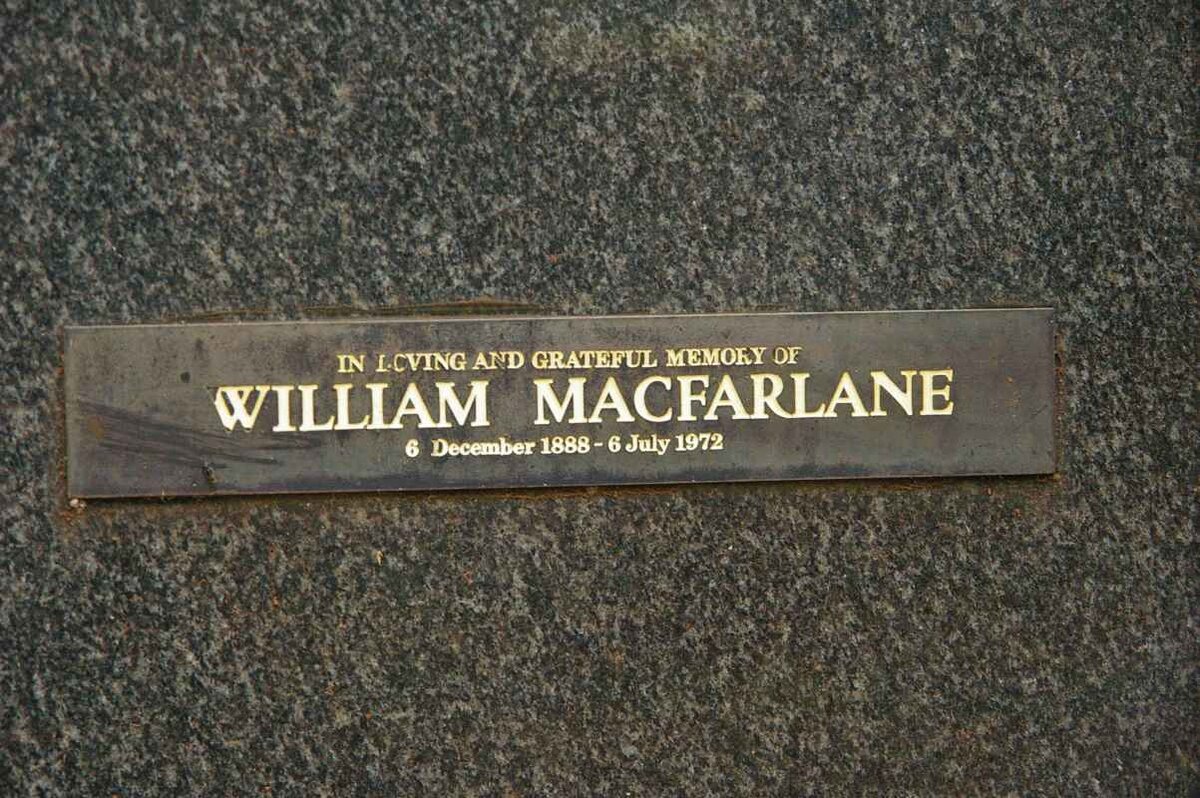 IN LOVING AND GRATEFUL MEMORY OF
WILLIAM MACFARLANE
6 December 1888 - 6 July 1972